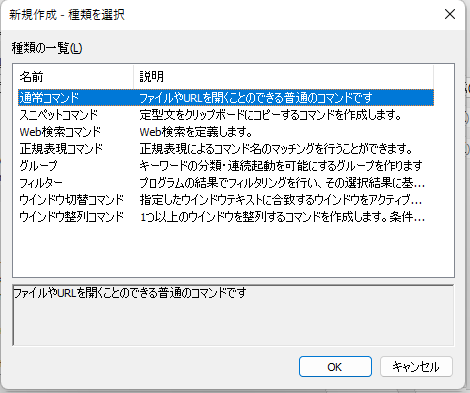 新規作成 - 種類を選択
種類の一覧(L)
名前 説明
通常コマンド ファイルやURLを開くことのできる普通のコマンドです
スニペットコマンド 定型文をクリップボードにコピーするコマンドを作成します。
Web検索コマンド Web検索を定義します。
正規表現コマンド 正規表現によるコマンド名のマッチングを行うことができます。
グループ キーワードの分類・連続起動を可能にするグループを作ります
フィルター プログラムの結果でフィルタリングを行い、その選択結果に基...
ウインドウ切替コマンド 指定したウインドウテキストに合致するウインドウをアクティブ...
ウインドウ整列コマンド 1つ以上のウインドウを整列するコマンドを作成します。条件...
ファイルやURLを開くことのできる普通のコマンドです
OK キャンセル